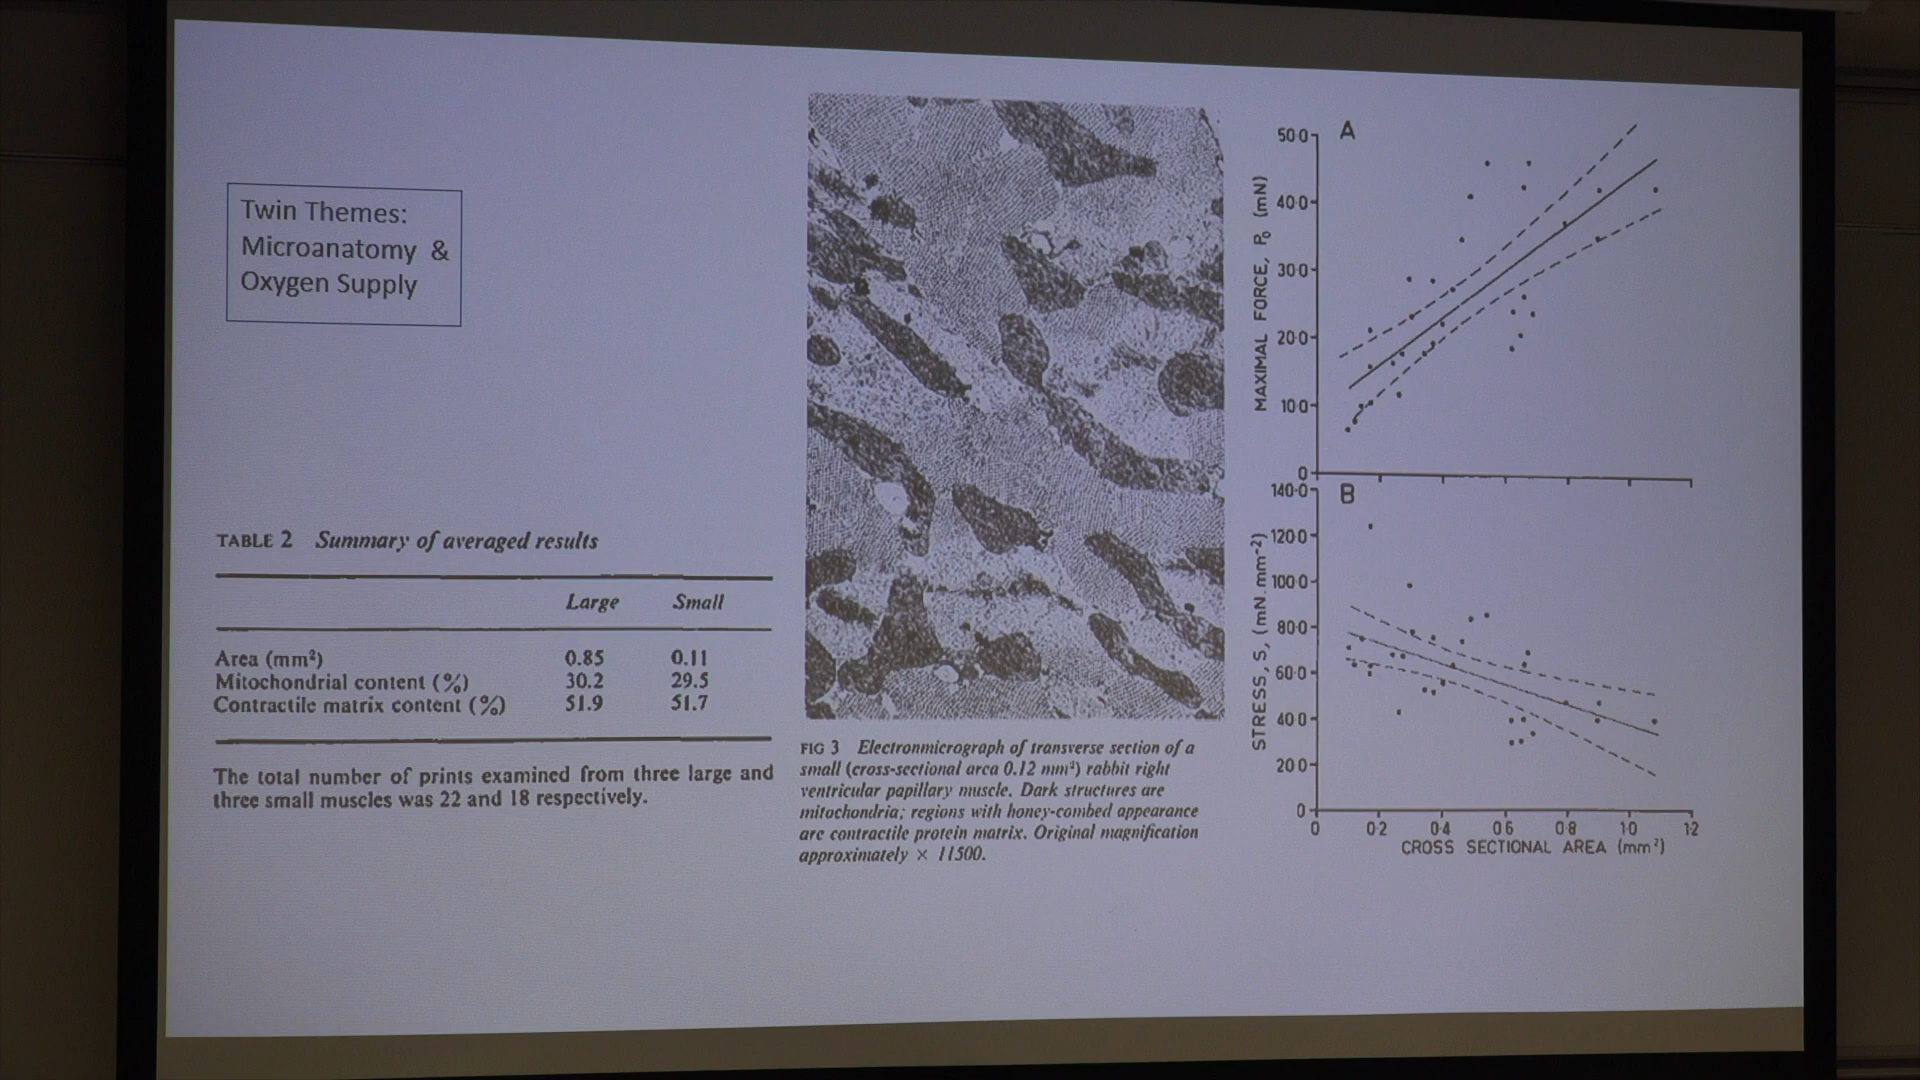 Twin Themes:
Microanatomy &
Oxygen Supply
TABLE 2 Summary of averaged results
Large Small
Area (mm²) 0.85 0.11
Mitochondrial content (%) 30.2 29.5
Contractile matrix content (%) 51.9 51.7
The total number of prints examined from three large and
three small muscles was 22 and 18 respectively.
FIG 3 Electronmicrograph of transverse section of a
small (cross-sectional area 0.12 mm²) rabbit right
ventricular papillary muscle. Dark structures are
mitochondria; regions with honey-combed appearance
are contractile protein matrix. Original magnification
approximately × 11500.
A
MAXIMAL FORCE, P₀ (mN)
50·0
40·0
30·0
20·0
10·0
0
B
STRESS, S, (mN.mm⁻²)
140·0
120·0
100·0
80·0
60·0
40·0
20·0
0
0 0·2 0·4 0·6 0·8 1·0 1·2
CROSS SECTIONAL AREA (mm²)